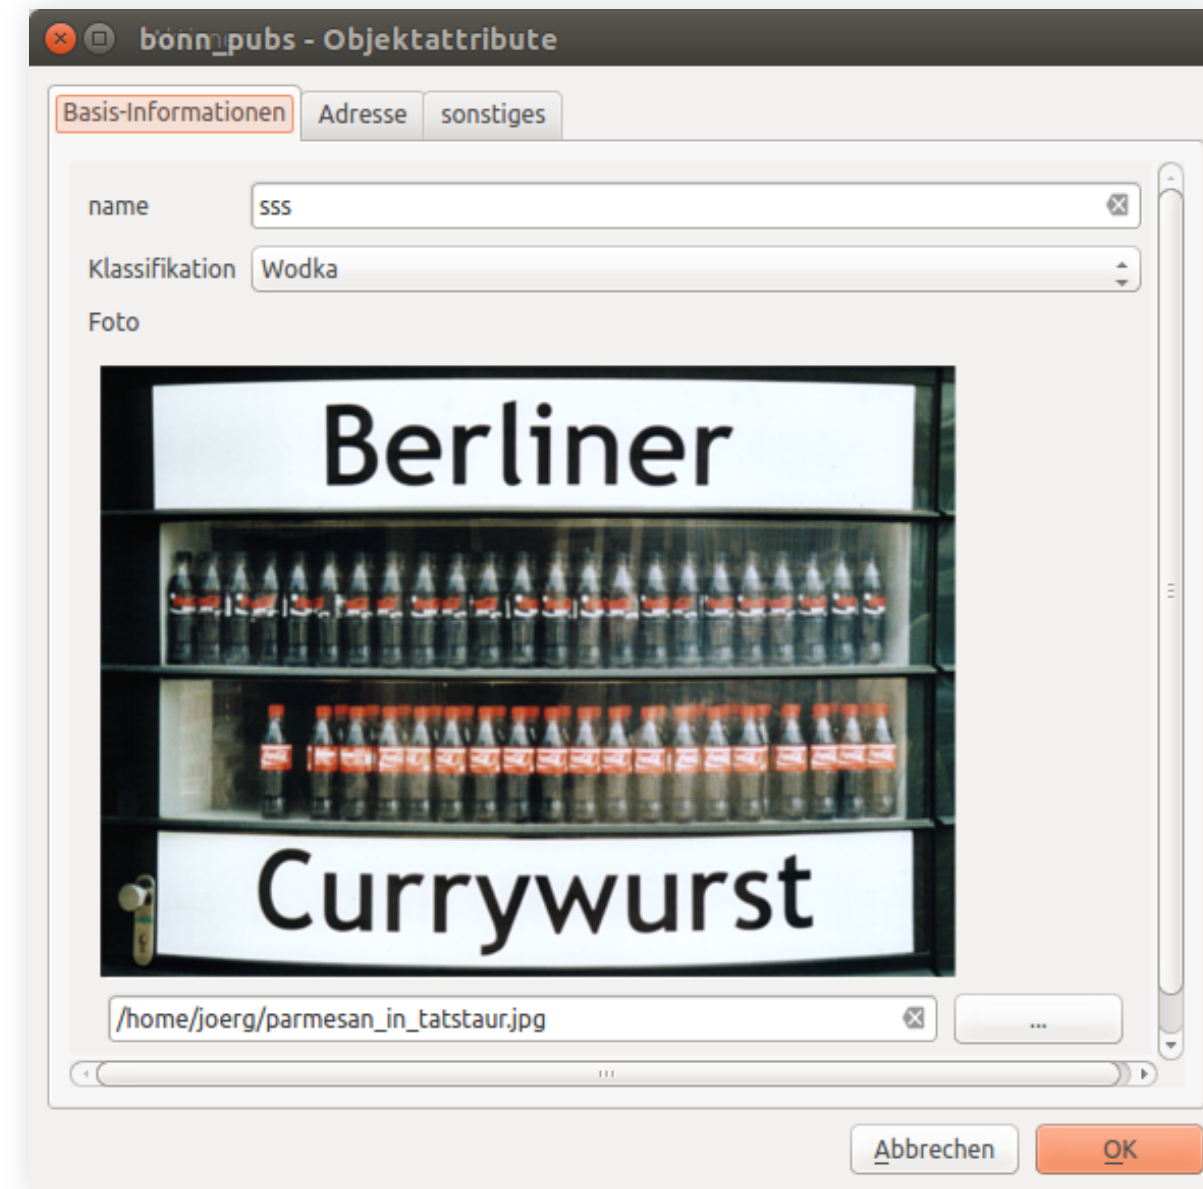 bonn_pubs - Objektattribute
Basis-Informationen Adresse sonstiges
name sss
Klassifikation Wodka
Foto
Berliner
Currywurst
/home/joerg/parmesan_in_tatstaur.jpg ...
Abbrechen OK